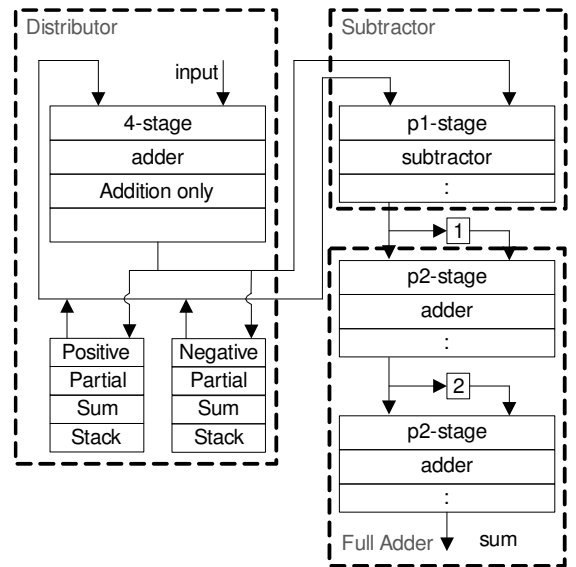 Distributor
input
4-stage
adder
Addition only
Positive
Partial
Sum
Stack
Negative
Partial
Sum
Stack
Subtractor
p1-stage
subtractor
:
1
p2-stage
adder
:
2
p2-stage
adder
:
Full Adder
sum